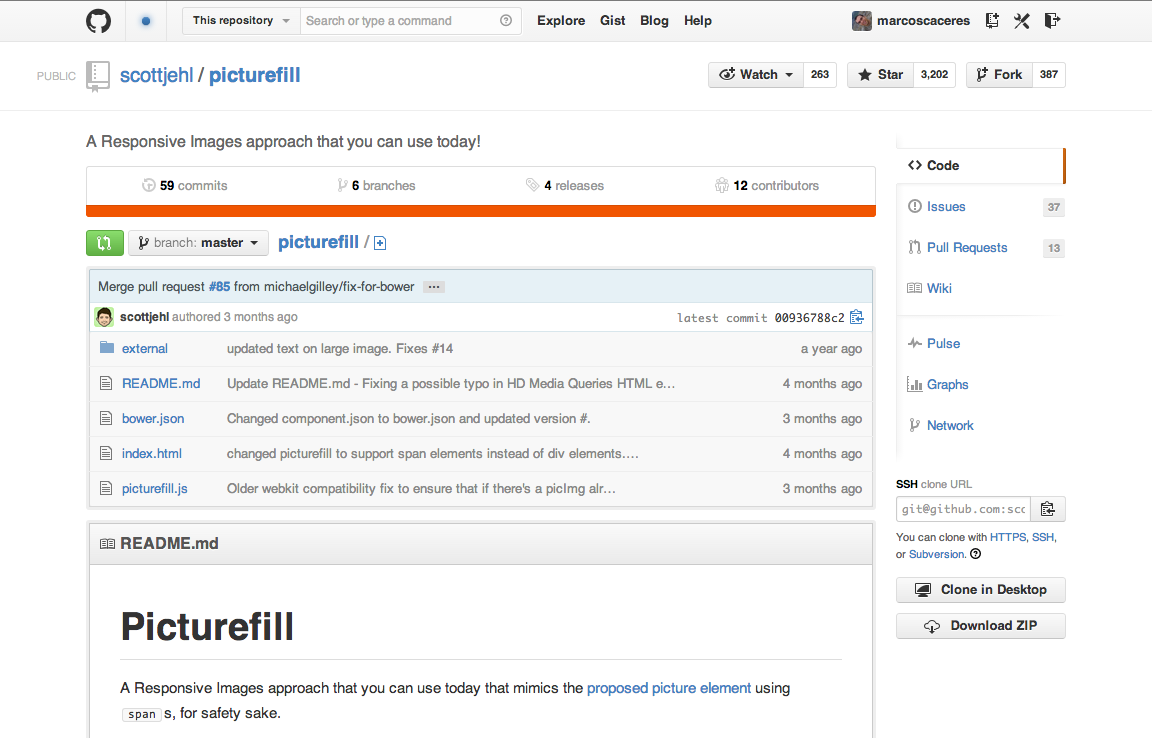 This repository Search or type a command Explore Gist Blog Help marcoscaceres
PUBLIC scottjehl / picturefill Watch 263 Star 3,202 Fork 387
A Responsive Images approach that you can use today!
59 commits 6 branches 4 releases 12 contributors
branch: master picturefill /
Merge pull request #85 from michaelgilley/fix-for-bower ...
scottjehl authored 3 months ago latest commit 00936788c2
external updated text on large image. Fixes #14 a year ago
README.md Update README.md - Fixing a possible typo in HD Media Queries HTML e… 4 months ago
bower.json Changed component.json to bower.json and updated version #. 3 months ago
index.html changed picturefill to support span elements instead of div elements.… 4 months ago
picturefill.js Older webkit compatibility fix to ensure that if there's a picImg alr… 3 months ago
README.md
Picturefill
A Responsive Images approach that you can use today that mimics the proposed picture element using
span s, for safety sake.
Code
Issues 37
Pull Requests 13
Wiki
Pulse
Graphs
Network
SSH clone URL
git@github.com:scc
You can clone with HTTPS, SSH,
or Subversion.
Clone in Desktop
Download ZIP